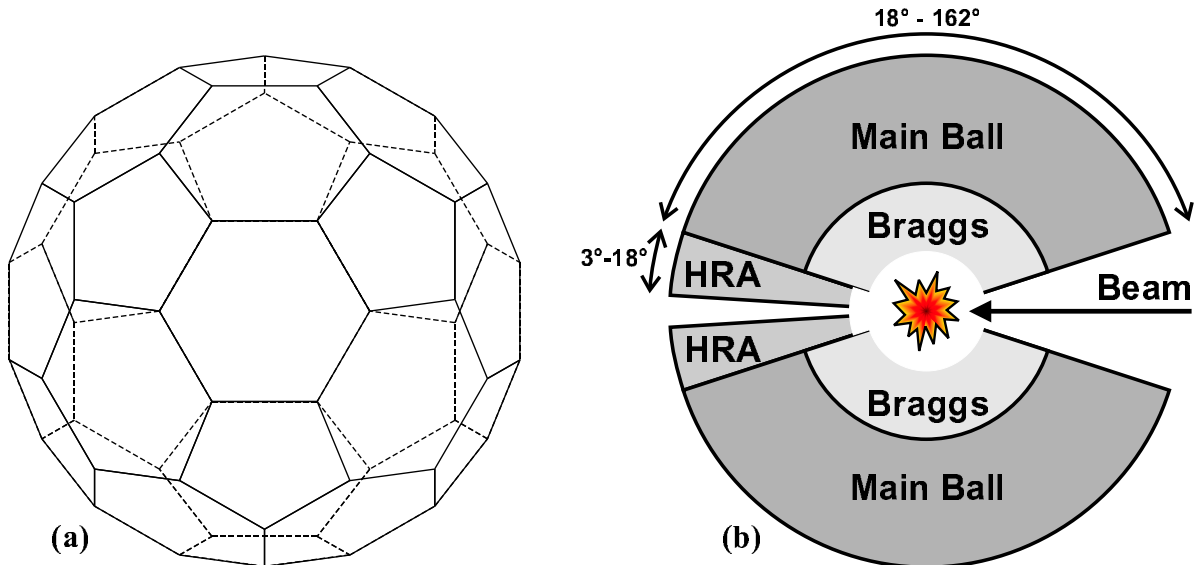 18° - 162°
Main Ball
Braggs
3°-18°
HRA
Beam
HRA
Braggs
Main Ball
(a)
(b)